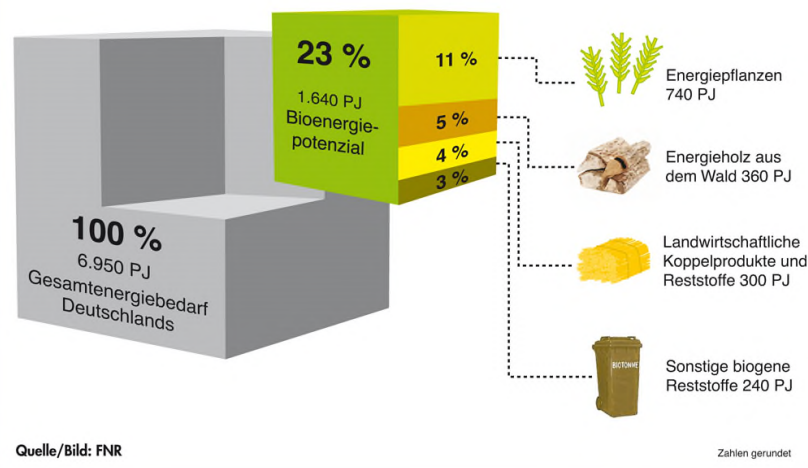 23 %
1.640 PJ
Bioenergie-
potenzial
11 %
5 %
4 %
3 %
100 %
6.950 PJ
Gesamtenergiebedarf
Deutschlands
Energiepflanzen
740 PJ
Energieholz aus
dem Wald 360 PJ
Landwirtschaftliche
Koppelprodukte und
Reststoffe 300 PJ
BIOTONNE
Sonstige biogene
Reststoffe 240 PJ
Quelle/Bild: FNR
Zahlen gerundet